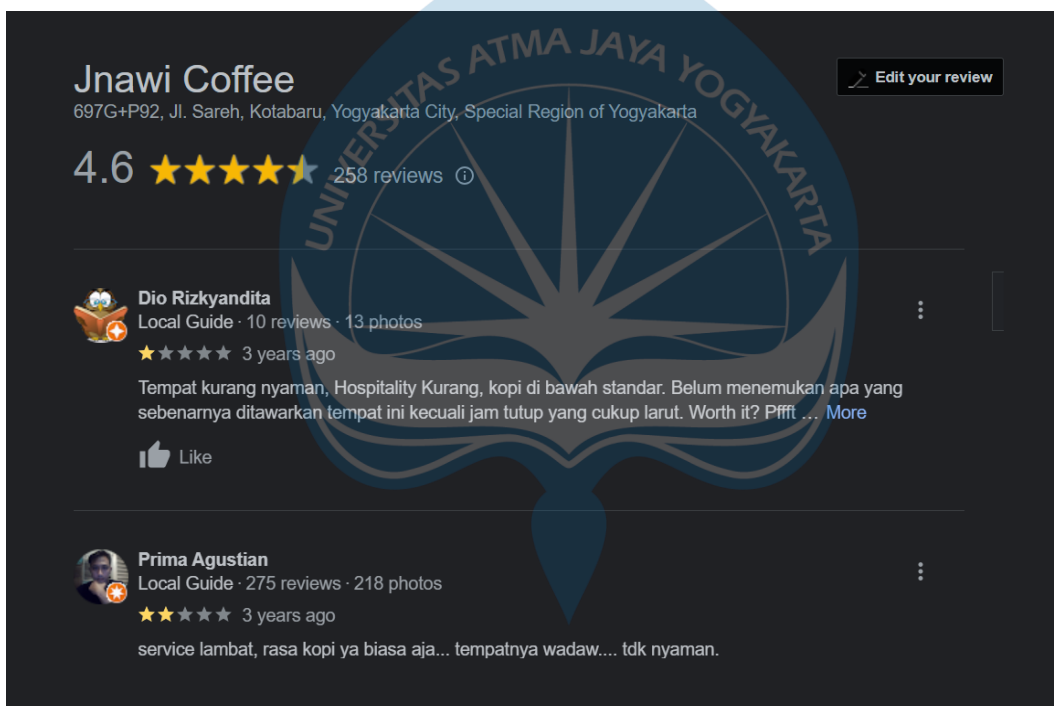 UNIVERSITAS ATMA JAYA YOGYAKARTA
Jnawi Coffee
Edit your review
697G+P92, Jl. Sareh, Kotabaru, Yogyakarta City, Special Region of Yogyakarta
4.6 258 reviews
Dio Rizkyandita
Local Guide · 10 reviews · 13 photos
3 years ago
Tempat kurang nyaman, Hospitality Kurang, kopi di bawah standar. Belum menemukan apa yang
sebenarnya ditawarkan tempat ini kecuali jam tutup yang cukup larut. Worth it? Pffft ... More
Like
Prima Agustian
Local Guide · 275 reviews · 218 photos
3 years ago
service lambat, rasa kopi ya biasa aja... tempatnya wadaw.... tdk nyaman.